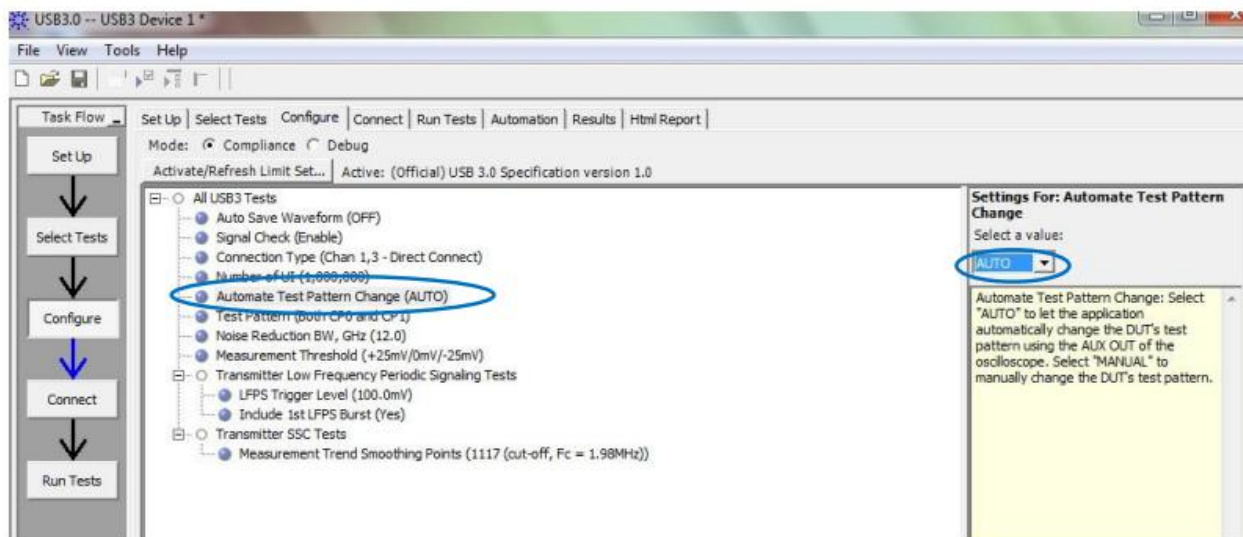 USB3.0 -- USB3 Device 1 *
File View Tools Help
Task Flow
Set Up
Select Tests
Configure
Connect
Run Tests
Set Up Select Tests Configure Connect Run Tests Automation Results Html Report
Mode: Compliance Debug
Activate/Refresh Limit Set... Active: (Official) USB 3.0 Specification version 1.0
All USB3 Tests
Auto Save Waveform (OFF)
Signal Check (Enable)
Connection Type (Chan 1,3 - Direct Connect)
Number of UI (1,000,000)
Automate Test Pattern Change (AUTO)
Test Pattern (Both CP0 and CP1)
Noise Reduction BW, GHz (12.0)
Measurement Threshold (+25mV/0mV/-25mV)
Transmitter Low Frequency Periodic Signaling Tests
LFPS Trigger Level (100.0mV)
Include 1st LFPS Burst (Yes)
Transmitter SSC Tests
Measurement Trend Smoothing Points (1117 (cut-off, Fc = 1.98MHz))
Settings For: Automate Test Pattern
Change
Select a value:
AUTO
Automate Test Pattern Change: Select
"AUTO" to let the application
automatically change the DUT's test
pattern using the AUX OUT of the
oscilloscope. Select "MANUAL" to
manually change the DUT's test pattern.